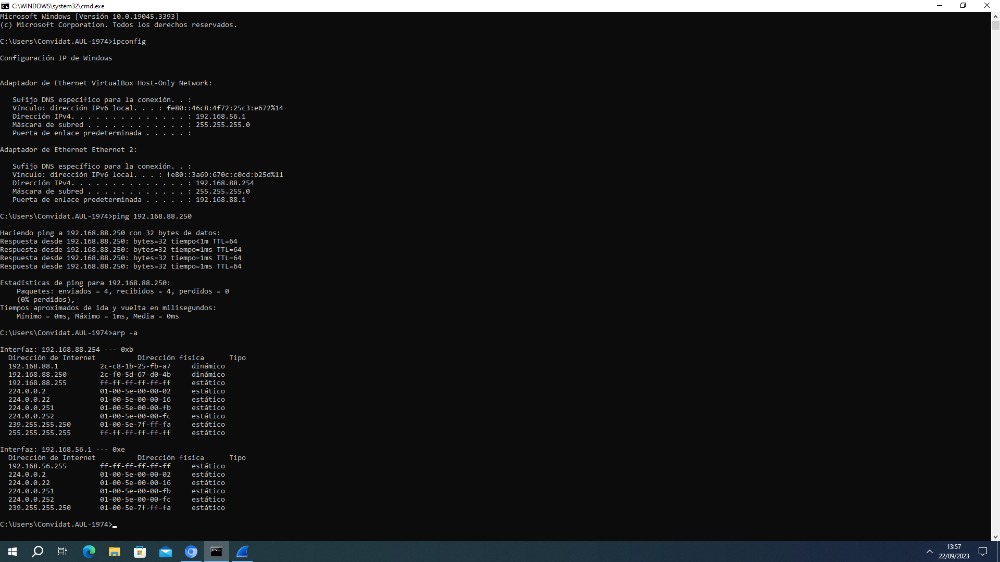 C:\WINDOWS\system32\cmd.exe
Microsoft Windows [Versión 10.0.19045.3393]
(c) Microsoft Corporation. Todos los derechos reservados.
C:\Users\Convidat.AUL-1974>ipconfig
Configuración IP de Windows
Adaptador de Ethernet VirtualBox Host-Only Network:
   Sufijo DNS específico para la conexión. . :
   Vínculo: dirección IPv6 local. . . : fe80::46c8:4f72:25c3:e672%14
   Dirección IPv4. . . . . . . . . . . . . . : 192.168.56.1
   Máscara de subred . . . . . . . . . . . . : 255.255.255.0
   Puerta de enlace predeterminada . . . . . :
Adaptador de Ethernet Ethernet 2:
   Sufijo DNS específico para la conexión. . :
   Vínculo: dirección IPv6 local. . . : fe80::3a69:670c:c0cd:b25d%11
   Dirección IPv4. . . . . . . . . . . . . . : 192.168.88.254
   Máscara de subred . . . . . . . . . . . . : 255.255.255.0
   Puerta de enlace predeterminada . . . . . : 192.168.88.1
C:\Users\Convidat.AUL-1974>ping 192.168.88.250
Haciendo ping a 192.168.88.250 con 32 bytes de datos:
Respuesta desde 192.168.88.250: bytes=32 tiempo<1m TTL=64
Respuesta desde 192.168.88.250: bytes=32 tiempo=1ms TTL=64
Respuesta desde 192.168.88.250: bytes=32 tiempo=1ms TTL=64
Respuesta desde 192.168.88.250: bytes=32 tiempo=1ms TTL=64
Estadísticas de ping para 192.168.88.250:
    Paquetes: enviados = 4, recibidos = 4, perdidos = 0
    (0% perdidos),
Tiempos aproximados de ida y vuelta en milisegundos:
    Mínimo = 0ms, Máximo = 1ms, Media = 0ms
C:\Users\Convidat.AUL-1974>arp -a
Interfaz: 192.168.88.254 --- 0xb
  Dirección de Internet          Dirección física      Tipo
  192.168.88.1          2c-c8-1b-25-fb-a7     dinámico
  192.168.88.250        2c-f0-5d-67-d0-4b     dinámico
  192.168.88.255        ff-ff-ff-ff-ff-ff     estático
  224.0.0.2             01-00-5e-00-00-02     estático
  224.0.0.22            01-00-5e-00-00-16     estático
  224.0.0.251           01-00-5e-00-00-fb     estático
  224.0.0.252           01-00-5e-00-00-fc     estático
  239.255.255.250       01-00-5e-7f-ff-fa     estático
  255.255.255.255       ff-ff-ff-ff-ff-ff     estático
Interfaz: 192.168.56.1 --- 0xe
  Dirección de Internet          Dirección física      Tipo
  192.168.56.255        ff-ff-ff-ff-ff-ff     estático
  224.0.0.2             01-00-5e-00-00-02     estático
  224.0.0.22            01-00-5e-00-00-16     estático
  224.0.0.251           01-00-5e-00-00-fb     estático
  224.0.0.252           01-00-5e-00-00-fc     estático
  239.255.255.250       01-00-5e-7f-ff-fa     estático
C:\Users\Convidat.AUL-1974>
13:57
22/09/2023